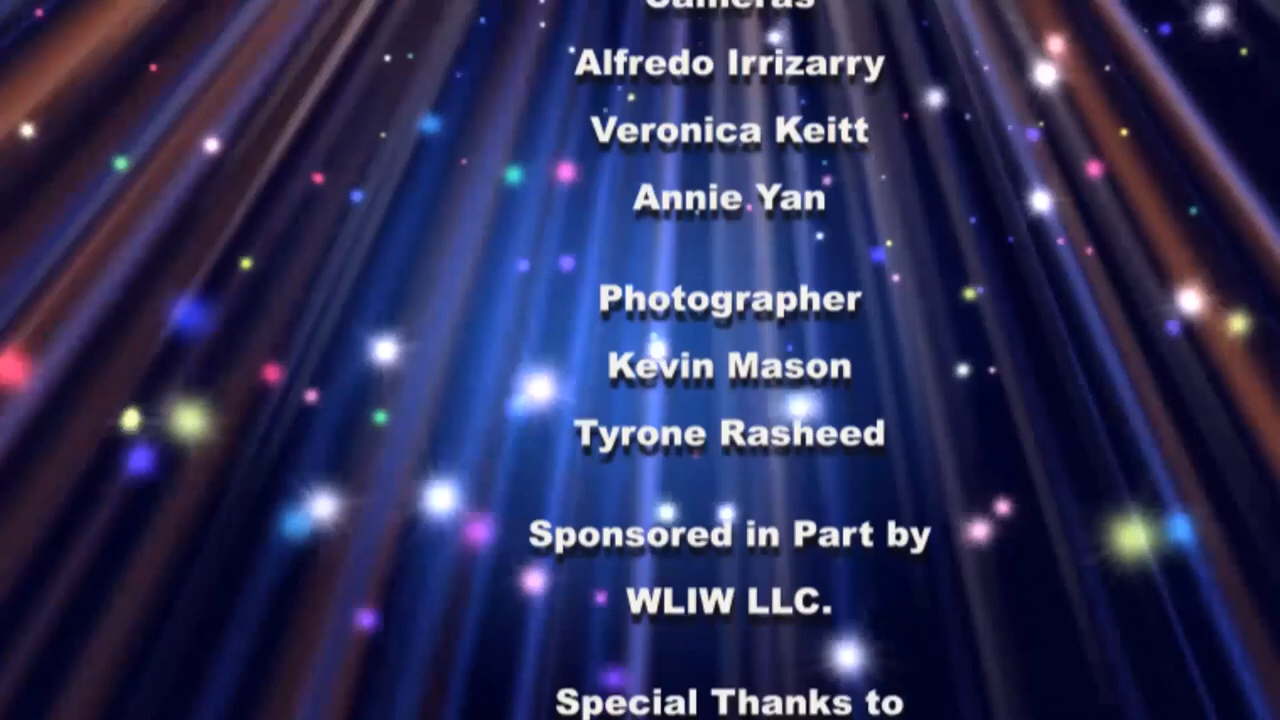 Cameras
Alfredo Irrizarry
Veronica Keitt
Annie Yan
Photographer
Kevin Mason
Tyrone Rasheed
Sponsored in Part by
WLIW LLC.
Special Thanks to